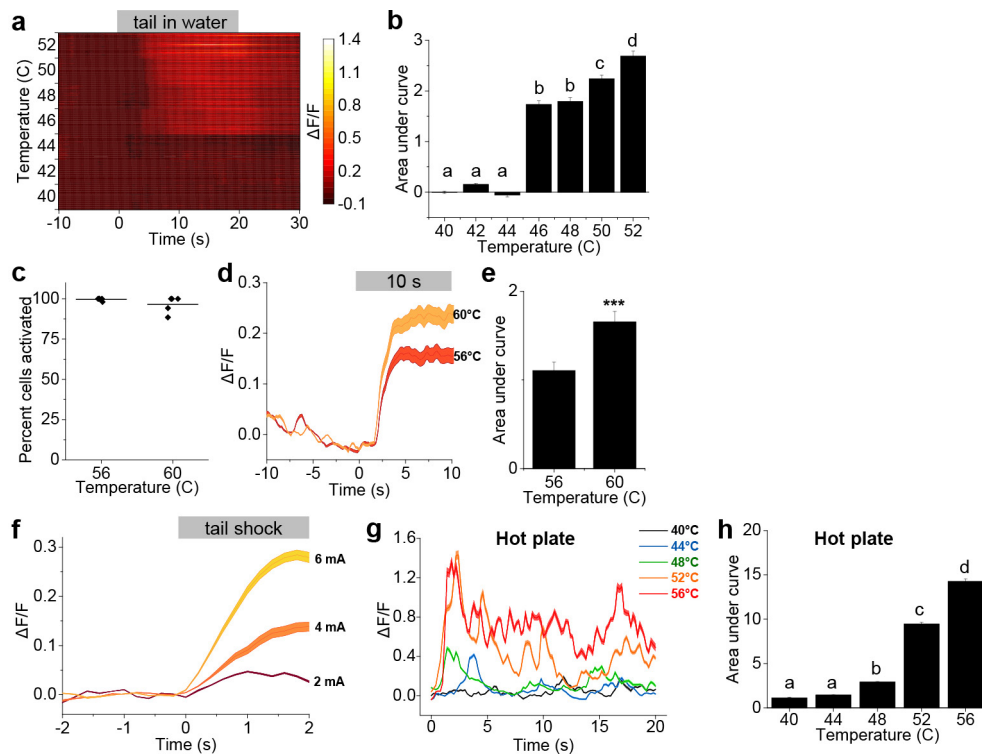 a
tail in water
Temperature (C)
52
50
48
46
44
42
40
-10
0
10
20
30
Time (s)
1.4
1.2
1.0
0.8
0.6
0.4
0.2
-0.1
ΔF/F
b
Area under curve
3
2
1
0
a a a b b c d
40 42 44 46 48 50 52
Temperature (C)
c
Percent cells activated
100
75
50
25
0
56 60
Temperature (C)
d
10 s
ΔF/F
0.3
0.2
0.1
0.0
60°C
56°C
-10 -5 0 5 10
Time (s)
e
Area under curve
2
1
0
***
56 60
Temperature (C)
f
tail shock
ΔF/F
0.3
0.2
0.1
0.0
6 mA
4 mA
2 mA
-2 -1 0 1 2
Time (s)
g
Hot plate
ΔF/F
1.6
1.2
0.8
0.4
0.0
40°C
44°C
48°C
52°C
56°C
0 5 10 15 20
Time (s)
h
Hot plate
Area under curve
20
15
10
5
0
a a b c d
40 44 48 52 56
Temperature (C)